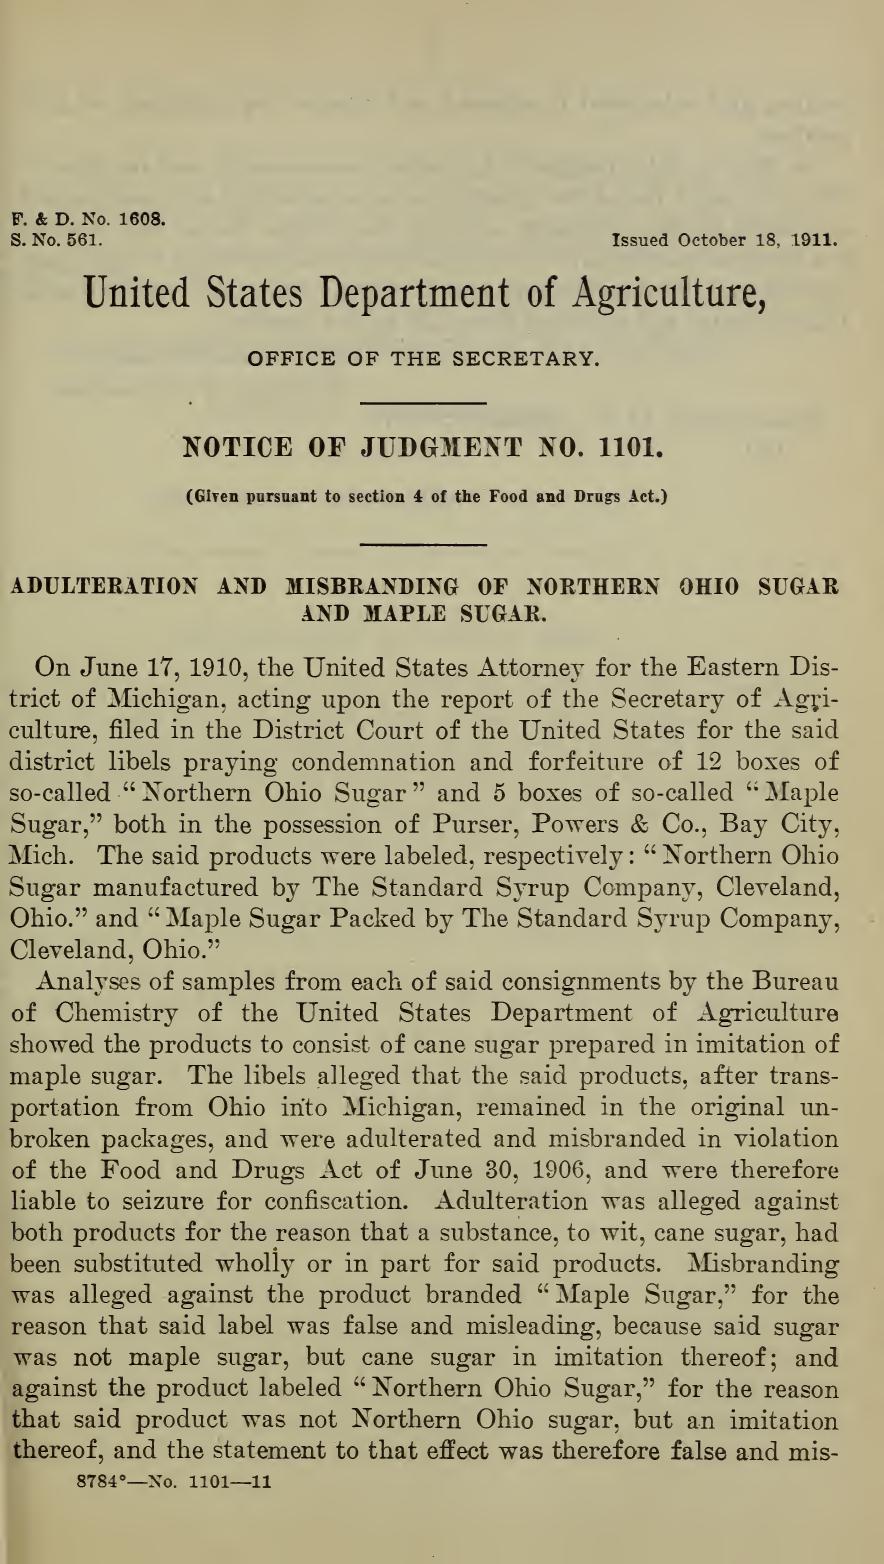 F. & D. No. 1608.
S. No. 561.
Issued October 18, 1911.
United States Department of Agriculture,
OFFICE OF THE SECRETARY.
NOTICE OF JUDGMENT NO. 1101.
(Given pursuant to section 4 of the Food and Drugs Act.)
ADULTERATION AND MISBRANDING OF NORTHERN OHIO SUGAR
AND MAPLE SUGAR.
On June 17, 1910, the United States Attorney for the Eastern Dis-
trict of Michigan, acting upon the report of the Secretary of Agri-
culture, filed in the District Court of the United States for the said
district libels praying condemnation and forfeiture of 12 boxes of
so-called “Northern Ohio Sugar” and 5 boxes of so-called “Maple
Sugar,” both in the possession of Purser, Powers & Co., Bay City,
Mich. The said products were labeled, respectively: “Northern Ohio
Sugar manufactured by The Standard Syrup Company, Cleveland,
Ohio.” and “Maple Sugar Packed by The Standard Syrup Company,
Cleveland, Ohio.”
Analyses of samples from each of said consignments by the Bureau
of Chemistry of the United States Department of Agriculture
showed the products to consist of cane sugar prepared in imitation of
maple sugar. The libels alleged that the said products, after trans-
portation from Ohio into Michigan, remained in the original un-
broken packages, and were adulterated and misbranded in violation
of the Food and Drugs Act of June 30, 1906, and were therefore
liable to seizure for confiscation. Adulteration was alleged against
both products for the reason that a substance, to wit, cane sugar, had
been substituted wholly or in part for said products. Misbranding
was alleged against the product branded “Maple Sugar,” for the
reason that said label was false and misleading, because said sugar
was not maple sugar, but cane sugar in imitation thereof; and
against the product labeled “Northern Ohio Sugar,” for the reason
that said product was not Northern Ohio sugar, but an imitation
thereof, and the statement to that effect was therefore false and mis-
8784°—No. 1101—11